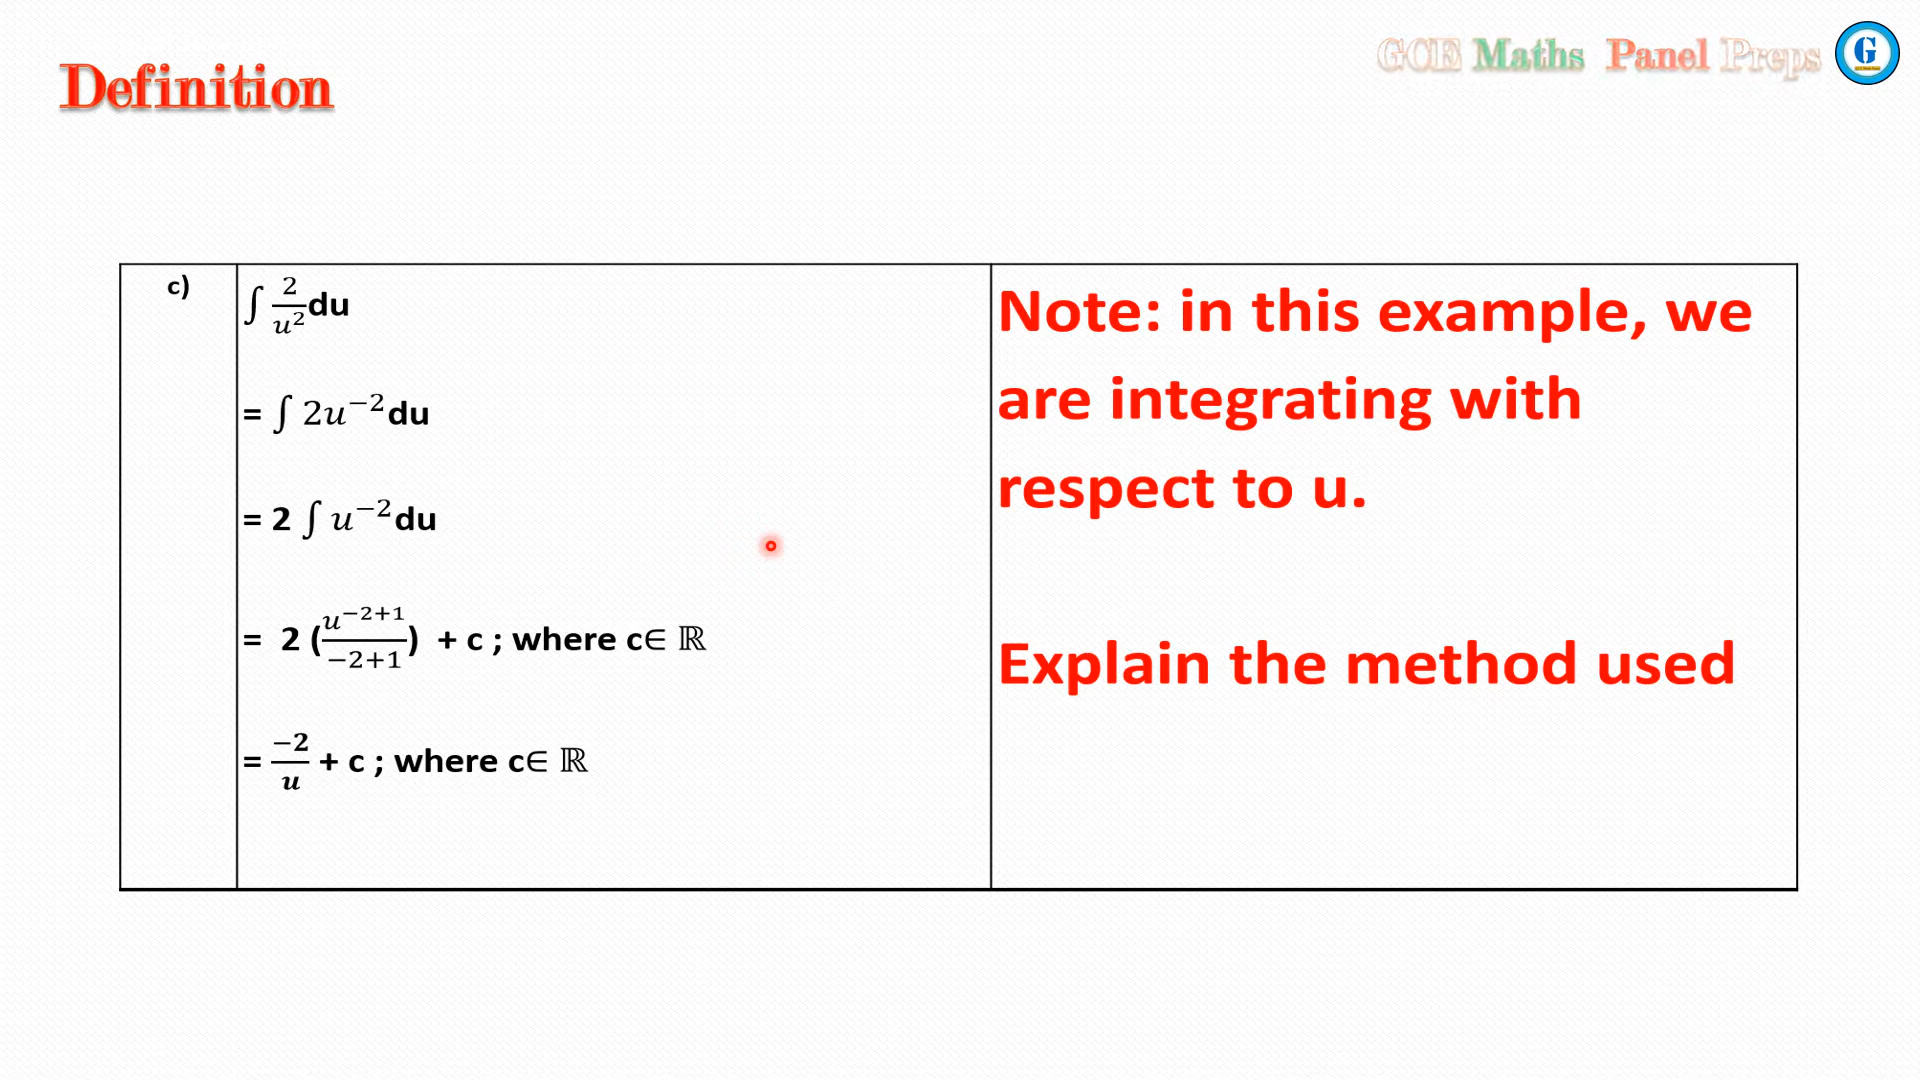 Definition
GCE Maths Panel Preps
G
c)
∫ 2/u² du
= ∫ 2u⁻² du
= 2 ∫ u⁻² du
= 2 (u⁻²⁺¹/−2+1) + c ; where c∈ ℝ
= −2/u + c ; where c∈ ℝ
Note: in this example, we
are integrating with
respect to u.
Explain the method used